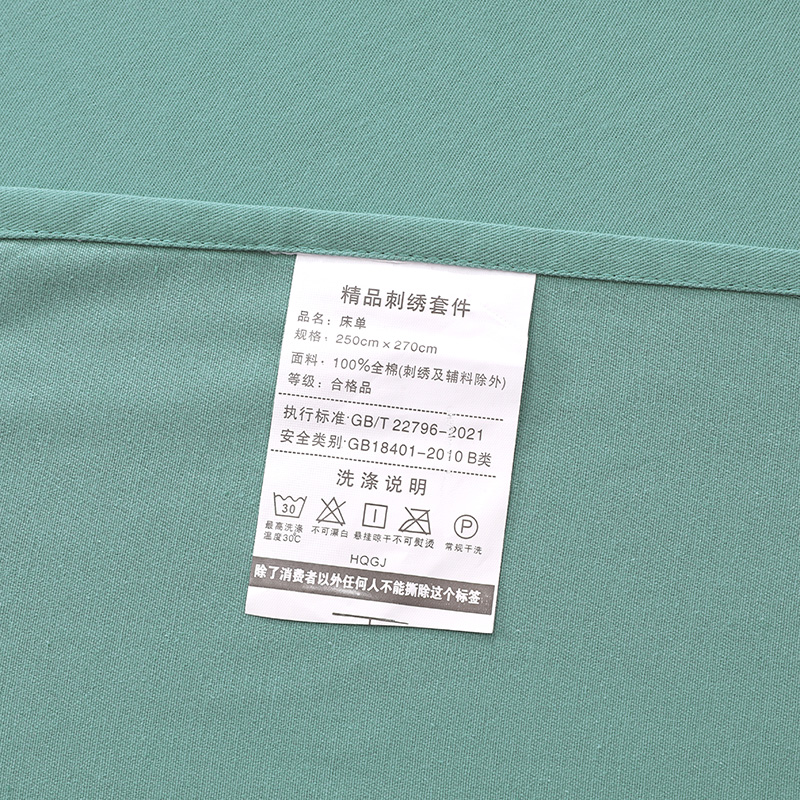 精品刺绣套件
品名：床单
规格：250cm×270cm
面料：100%全棉(刺绣及辅料除外)
等级：合格品
执行标准:GB/T 22796-2021
安全类别:GB18401-2010 B类
洗涤说明
30 P
最高洗涤 不可漂白 悬挂晾干 不可熨烫 常规干洗
温度30C
HQGJ
除了消费者以外任何人不能撕除这个标签